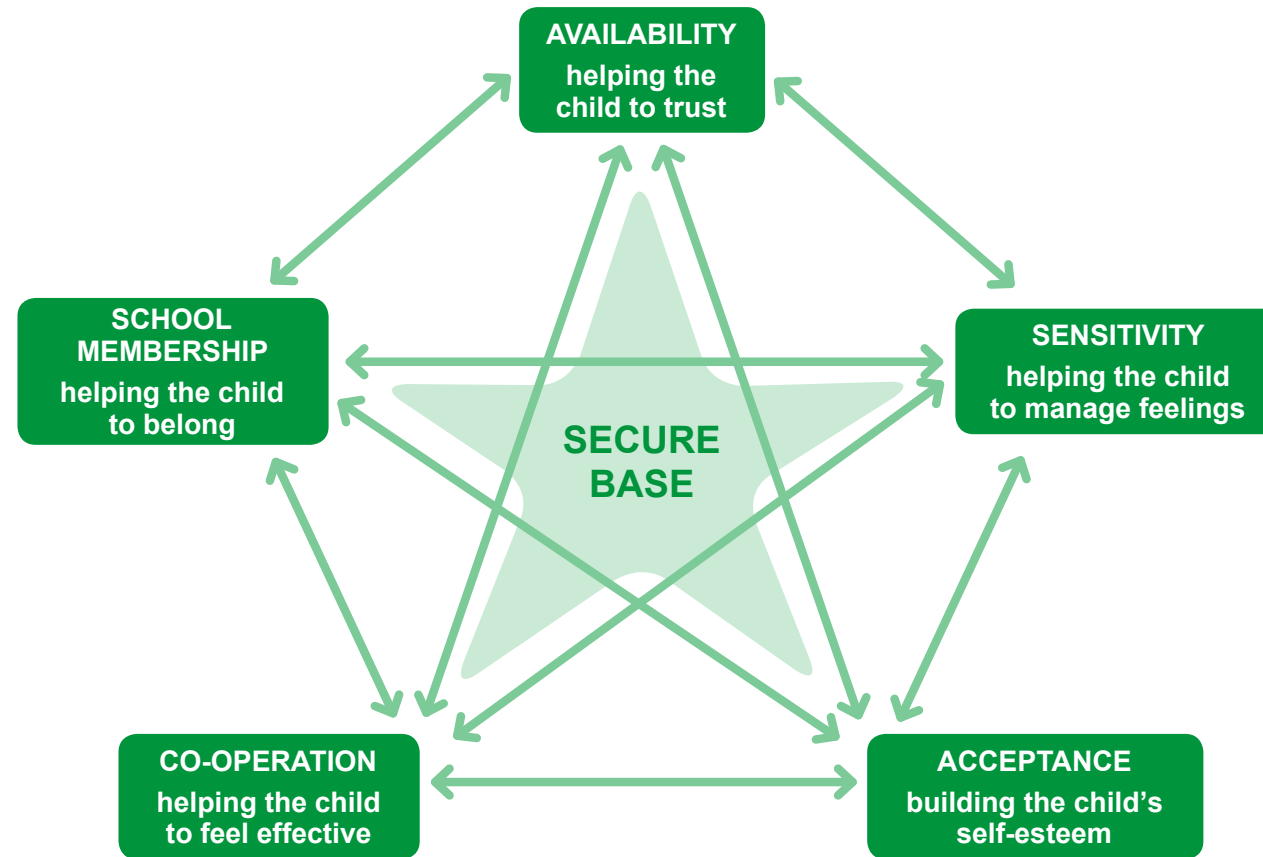 AVAILABILITY
helping the
child to trust
SCHOOL
MEMBERSHIP
helping the child
to belong
SENSITIVITY
helping the child
to manage feelings
SECURE
BASE
CO-OPERATION
helping the child
to feel effective
ACCEPTANCE
building the child’s
self-esteem